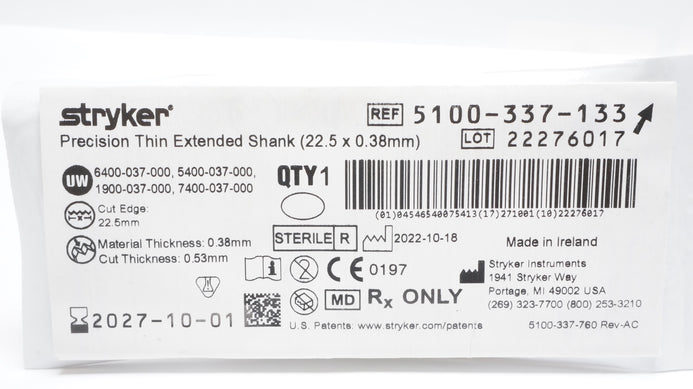 stryker®
REF 5100-337-133
Precision Thin Extended Shank (22.5 x 0.38mm)
LOT 22276017
UW 6400-037-000, 5400-037-000,
1900-037-000, 7400-037-000
QTY 1
(01)04546540075413(17)271001(10)22276017
Cut Edge:
22.5mm
STERILE R
2022-10-18
Made in Ireland
Material Thickness: 0.38mm
Cut Thickness: 0.53mm
CE 0197
Stryker Instruments
1941 Stryker Way
Portage, MI 49002 USA
(269) 323-7700 (800) 253-3210
MD
Rx ONLY
2027-10-01
U.S. Patents: www.stryker.com/patents
5100-337-760 Rev-AC